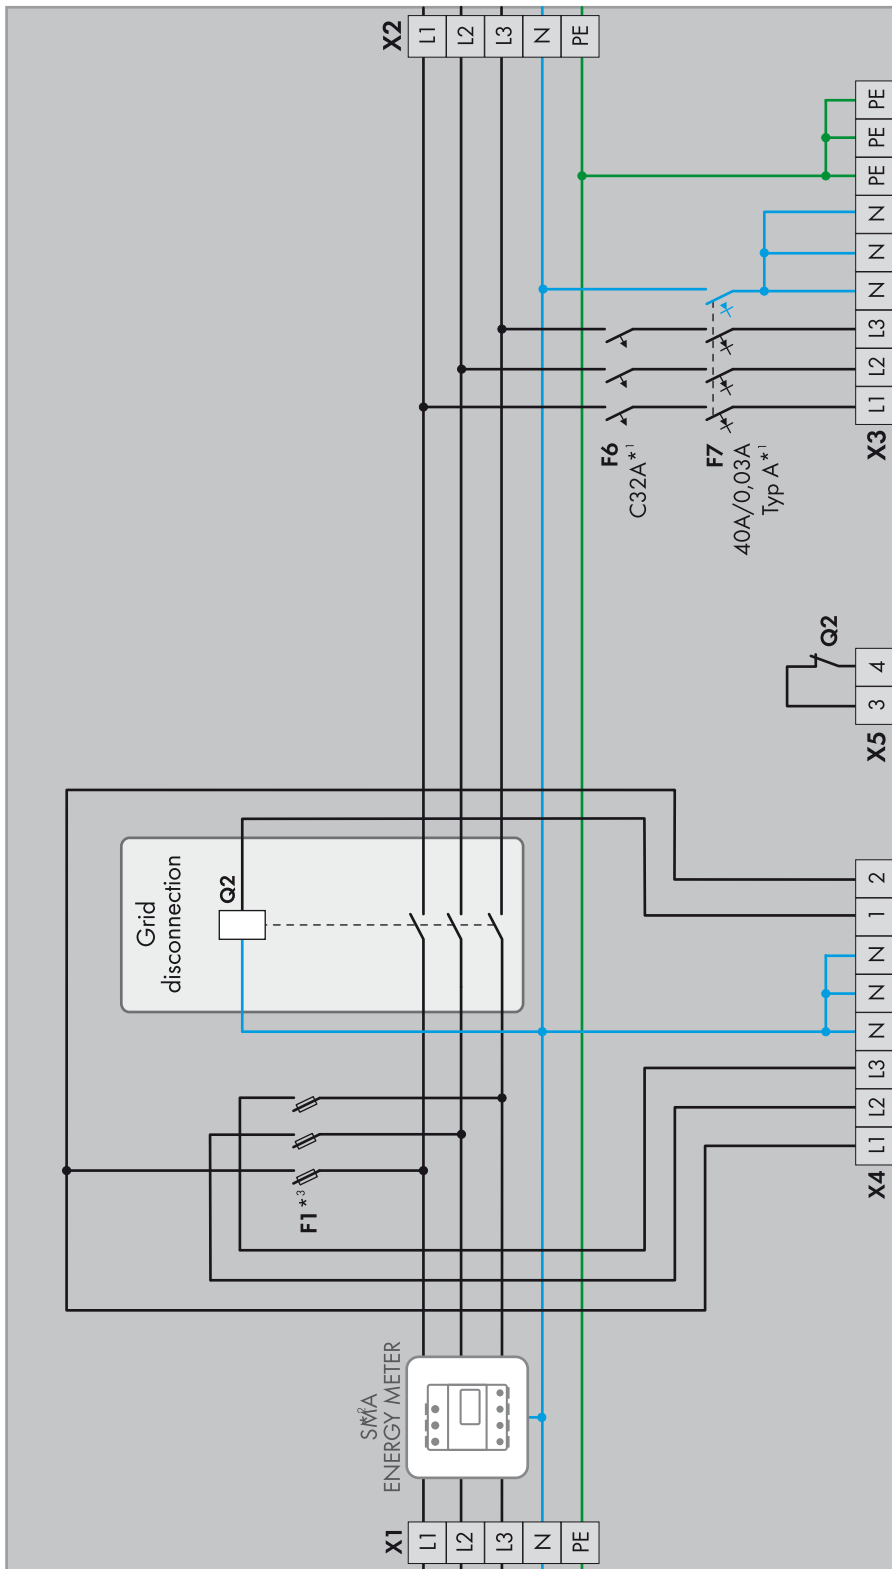 X2
L1
L2
L3
N
PE
PE
PE
PE
N
N
N
L3
L2
L1
X3
F6
C32A*1
F7
40A/0,03A
Typ A*1
Q2
4
3
X5
Grid
disconnection
Q2
2
1
N
N
N
L3
L2
L1
X4
F1 *3
SMA
*2
ENERGY METER
X1
L1
L2
L3
N
PE